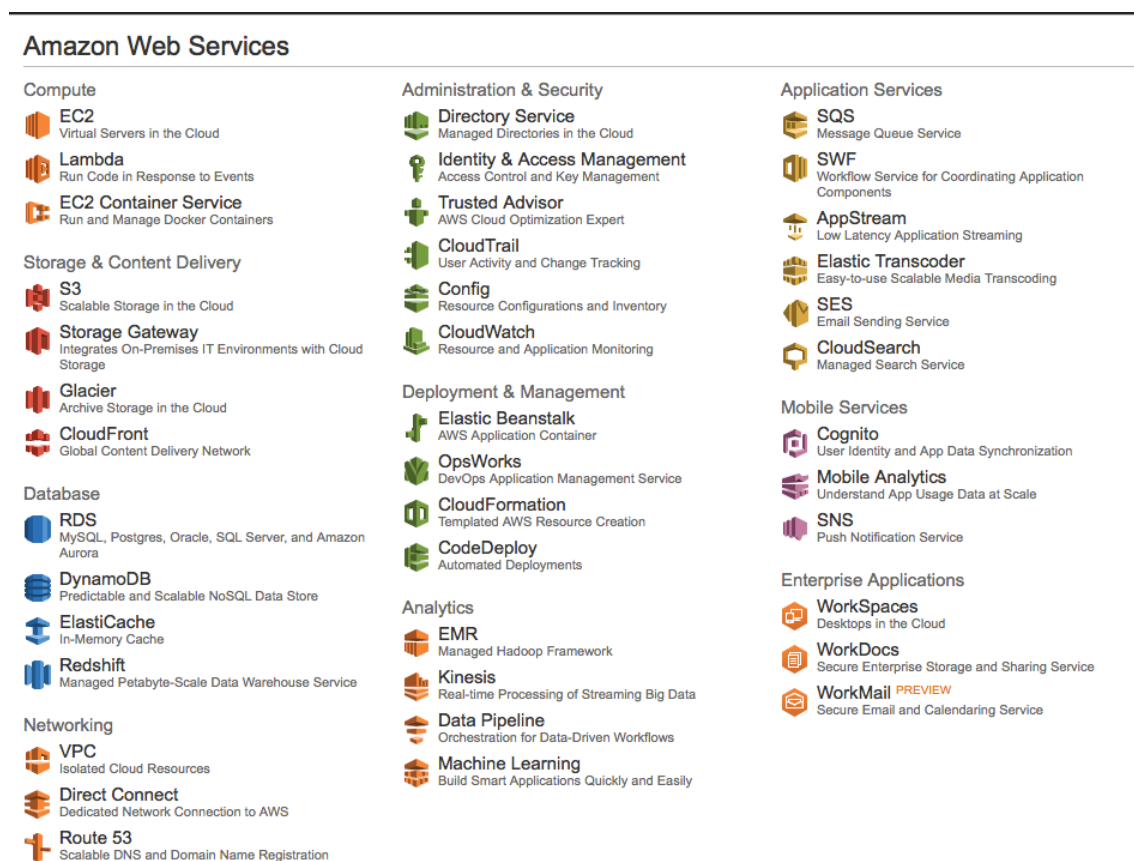 Amazon Web Services
Compute
EC2
Virtual Servers in the Cloud
Lambda
Run Code in Response to Events
EC2 Container Service
Run and Manage Docker Containers
Storage & Content Delivery
S3
Scalable Storage in the Cloud
Storage Gateway
Integrates On-Premises IT Environments with Cloud
Storage
Glacier
Archive Storage in the Cloud
CloudFront
Global Content Delivery Network
Database
RDS
MySQL, Postgres, Oracle, SQL Server, and Amazon
Aurora
DynamoDB
Predictable and Scalable NoSQL Data Store
ElastiCache
In-Memory Cache
Redshift
Managed Petabyte-Scale Data Warehouse Service
Networking
VPC
Isolated Cloud Resources
Direct Connect
Dedicated Network Connection to AWS
Route 53
Scalable DNS and Domain Name Registration
Administration & Security
Directory Service
Managed Directories in the Cloud
Identity & Access Management
Access Control and Key Management
Trusted Advisor
AWS Cloud Optimization Expert
CloudTrail
User Activity and Change Tracking
Config
Resource Configurations and Inventory
CloudWatch
Resource and Application Monitoring
Deployment & Management
Elastic Beanstalk
AWS Application Container
OpsWorks
DevOps Application Management Service
CloudFormation
Templated AWS Resource Creation
CodeDeploy
Automated Deployments
Analytics
EMR
Managed Hadoop Framework
Kinesis
Real-time Processing of Streaming Big Data
Data Pipeline
Orchestration for Data-Driven Workflows
Machine Learning
Build Smart Applications Quickly and Easily
Application Services
SQS
Message Queue Service
SWF
Workflow Service for Coordinating Application
Components
AppStream
Low Latency Application Streaming
Elastic Transcoder
Easy-to-use Scalable Media Transcoding
SES
Email Sending Service
CloudSearch
Managed Search Service
Mobile Services
Cognito
User Identity and App Data Synchronization
Mobile Analytics
Understand App Usage Data at Scale
SNS
Push Notification Service
Enterprise Applications
WorkSpaces
Desktops in the Cloud
WorkDocs
Secure Enterprise Storage and Sharing Service
WorkMail PREVIEW
Secure Email and Calendaring Service